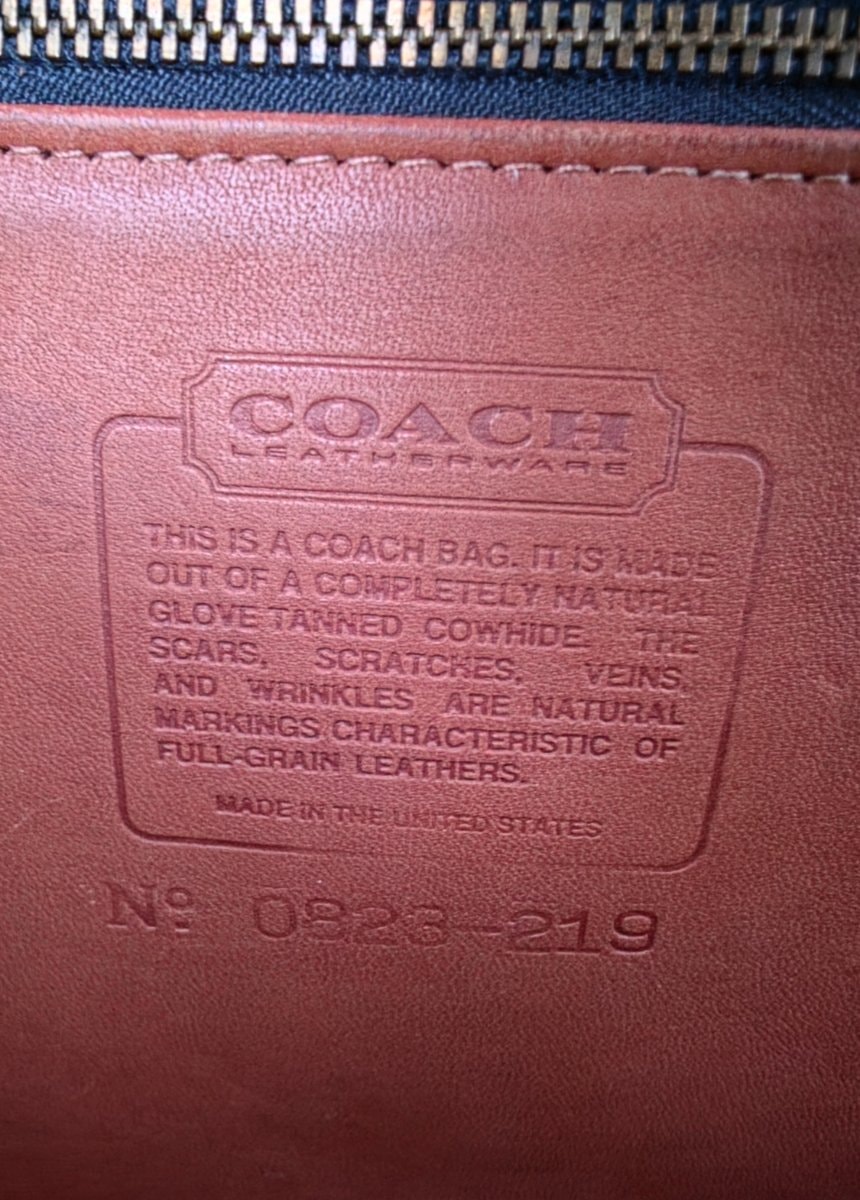 COACH
LEATHERWARE
THIS IS A COACH BAG. IT IS MADE
OUT OF A COMPLETELY NATURAL
GLOVE TANNED COWHIDE. THE
SCARS, SCRATCHES, VEINS,
AND WRINKLES ARE NATURAL
MARKINGS CHARACTERISTIC OF
FULL-GRAIN LEATHERS.
MADE IN THE UNITED STATES
Nº: 0823-219